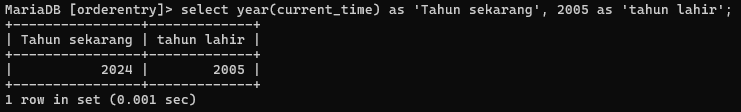 MariaDB [orderentry]> select year(current_time) as 'Tahun sekarang', 2005 as 'tahun lahir';
+----------------+-------------+
| Tahun sekarang | tahun lahir |
+----------------+-------------+
|           2024 |        2005 |
+----------------+-------------+
1 row in set (0.001 sec)